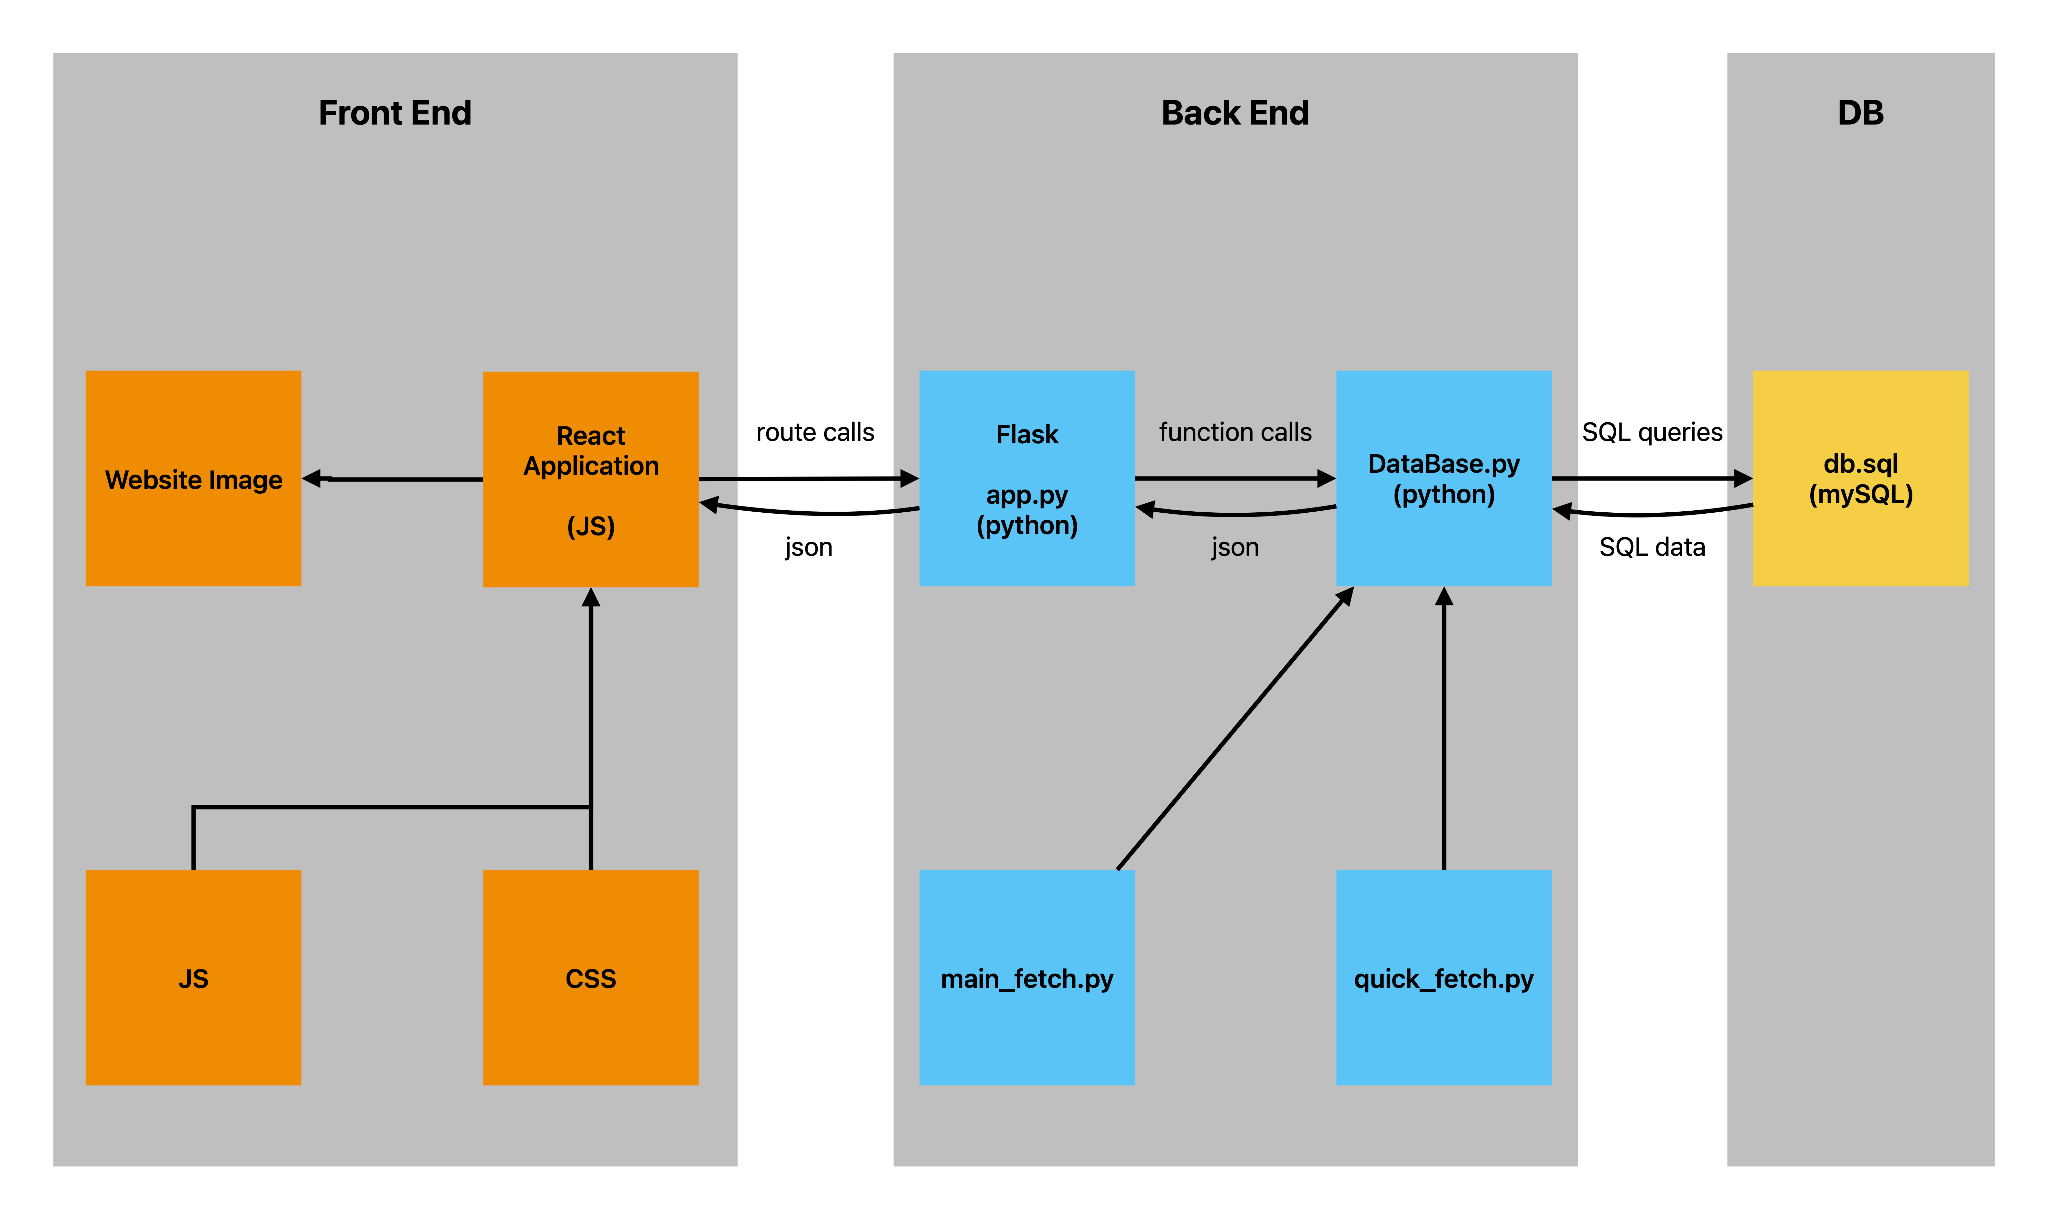 Front End
Back End
DB
Website Image
React
Application
(JS)
route calls
json
Flask
app.py
(python)
function calls
json
DataBase.py
(python)
SQL queries
SQL data
db.sql
(mySQL)
JS
CSS
main_fetch.py
quick_fetch.py